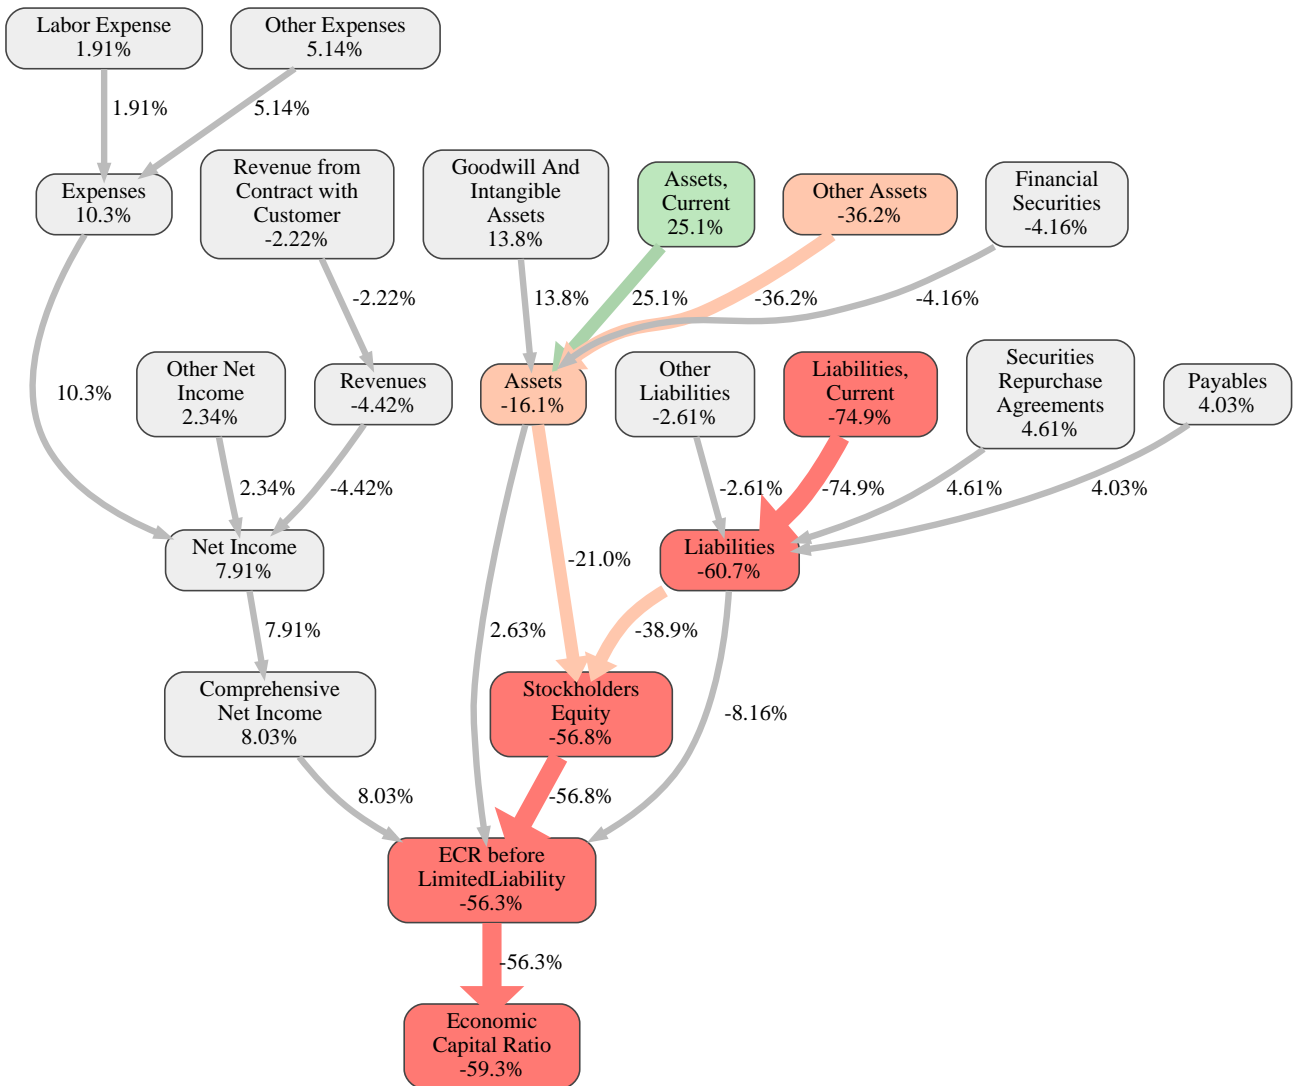 Labor Expense
1.91%
Other Expenses
5.14%
1.91%
5.14%
Expenses
10.3%
Revenue from
Contract with
Customer
-2.22%
Goodwill And
Intangible
Assets
13.8%
Assets,
Current
25.1%
Other Assets
-36.2%
Financial
Securities
-4.16%
-2.22%
13.8%
25.1%
-36.2%
-4.16%
10.3%
Other Net
Income
2.34%
Revenues
-4.42%
Assets
-16.1%
Other
Liabilities
-2.61%
Liabilities,
Current
-74.9%
Securities
Repurchase
Agreements
4.61%
Payables
4.03%
2.34%
-4.42%
-2.61%
-74.9%
4.61%
4.03%
Net Income
7.91%
-21.0%
Liabilities
-60.7%
7.91%
2.63%
-38.9%
Comprehensive
Net Income
8.03%
Stockholders
Equity
-56.8%
-8.16%
8.03%
-56.8%
ECR before
LimitedLiability
-56.3%
-56.3%
Economic
Capital Ratio
-59.3%